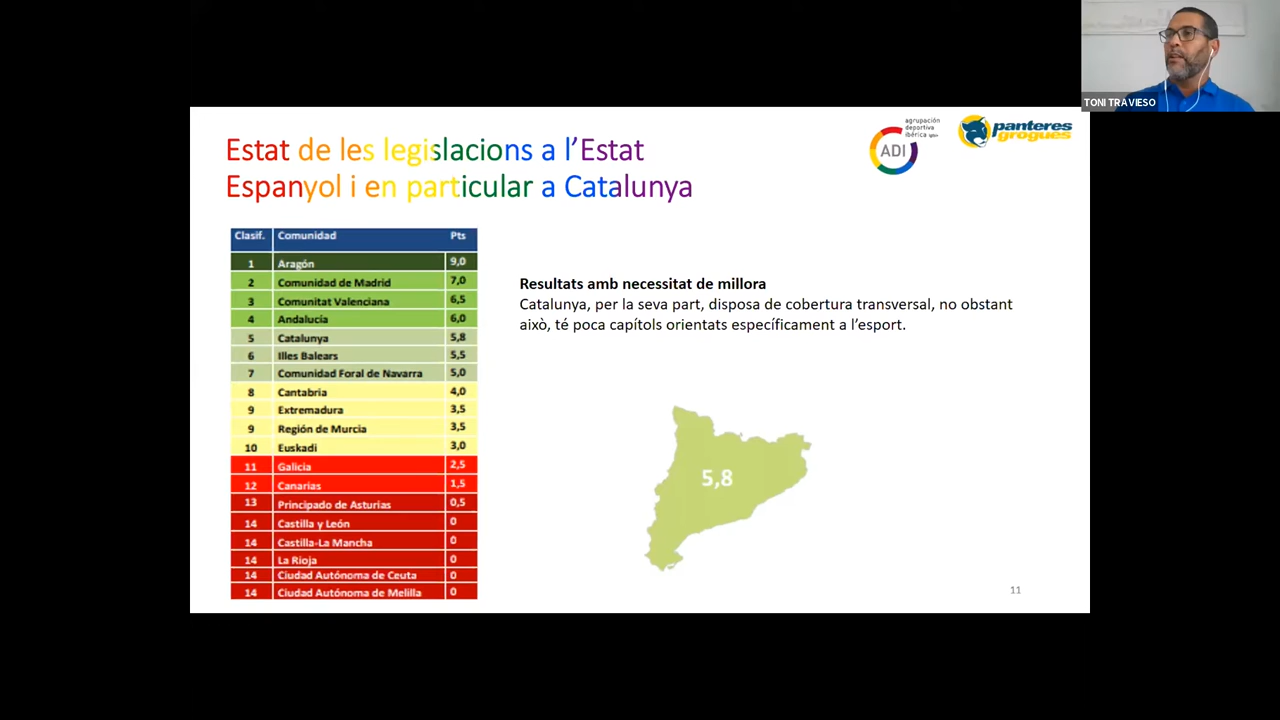 TONI TRAVIESO
agrupación
deportiva
ibérica
ADI
panteres
grogues
Estat de les legislacions a l’Estat
Espanyol i en particular a Catalunya
Clasif. Comunidad Pts
1 Aragón 9,0
2 Comunidad de Madrid 7,0
3 Comunitat Valenciana 6,5
4 Andalucía 6,0
5 Catalunya 5,8
6 Illes Balears 5,5
7 Comunidad Foral de Navarra 5,0
8 Cantabria 4,0
9 Extremadura 3,5
9 Región de Murcia 3,5
10 Euskadi 3,0
11 Galicia 2,5
12 Canarias 1,5
13 Principado de Asturias 0,5
14 Castilla y León 0
14 Castilla-La Mancha 0
14 La Rioja 0
14 Ciudad Autónoma de Ceuta 0
14 Ciudad Autónoma de Melilla 0
Resultats amb necessitat de millora
Catalunya, per la seva part, disposa de cobertura transversal, no obstant
això, té poca capítols orientats específicament a l’esport.
5,8
11